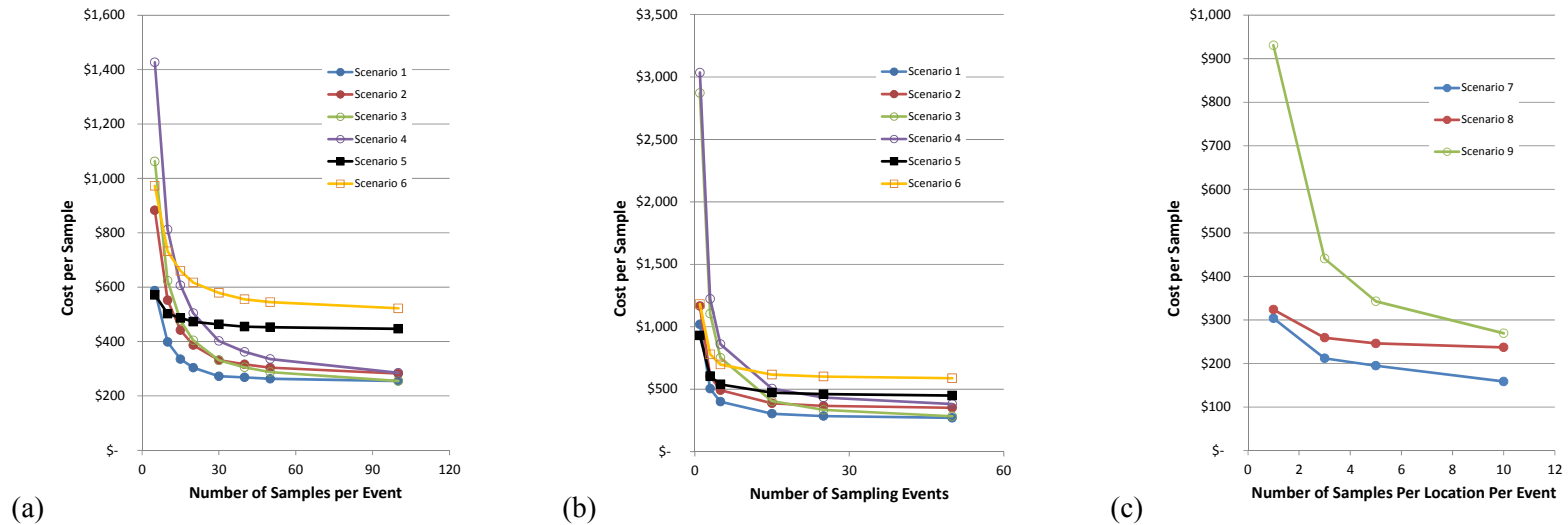 $1,600
$1,400
$1,200
$1,000
$800
$600
$400
$200
$-
0
30
60
90
120
Cost per Sample
Number of Samples per Event
Scenario 1
Scenario 2
Scenario 3
Scenario 4
Scenario 5
Scenario 6
(a)
$3,500
$3,000
$2,500
$2,000
$1,500
$1,000
$500
$-
0
30
60
Cost per Sample
Number of Sampling Events
Scenario 1
Scenario 2
Scenario 3
Scenario 4
Scenario 5
Scenario 6
(b)
$1,000
$900
$800
$700
$600
$500
$400
$300
$200
$100
$-
0
2
4
6
8
10
12
Cost per Sample
Number of Samples Per Location Per Event
Scenario 7
Scenario 8
Scenario 9
(c)